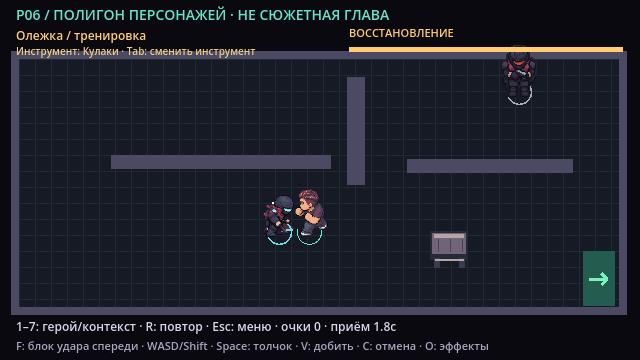 P06 / ПОЛИГОН ПЕРСОНАЖЕЙ · НЕ СЮЖЕТНАЯ ГЛАВА
Олежка / тренировка
ВОССТАНОВЛЕНИЕ
Инструмент: Кулаки · Tab: сменить инструмент
1–7: герой/контекст · R: повтор · Esc: меню · очки 0 · приём 1.8с
F: блок удара спереди · WASD/Shift · Space: толчок · V: добить · C: отмена · O: эффекты